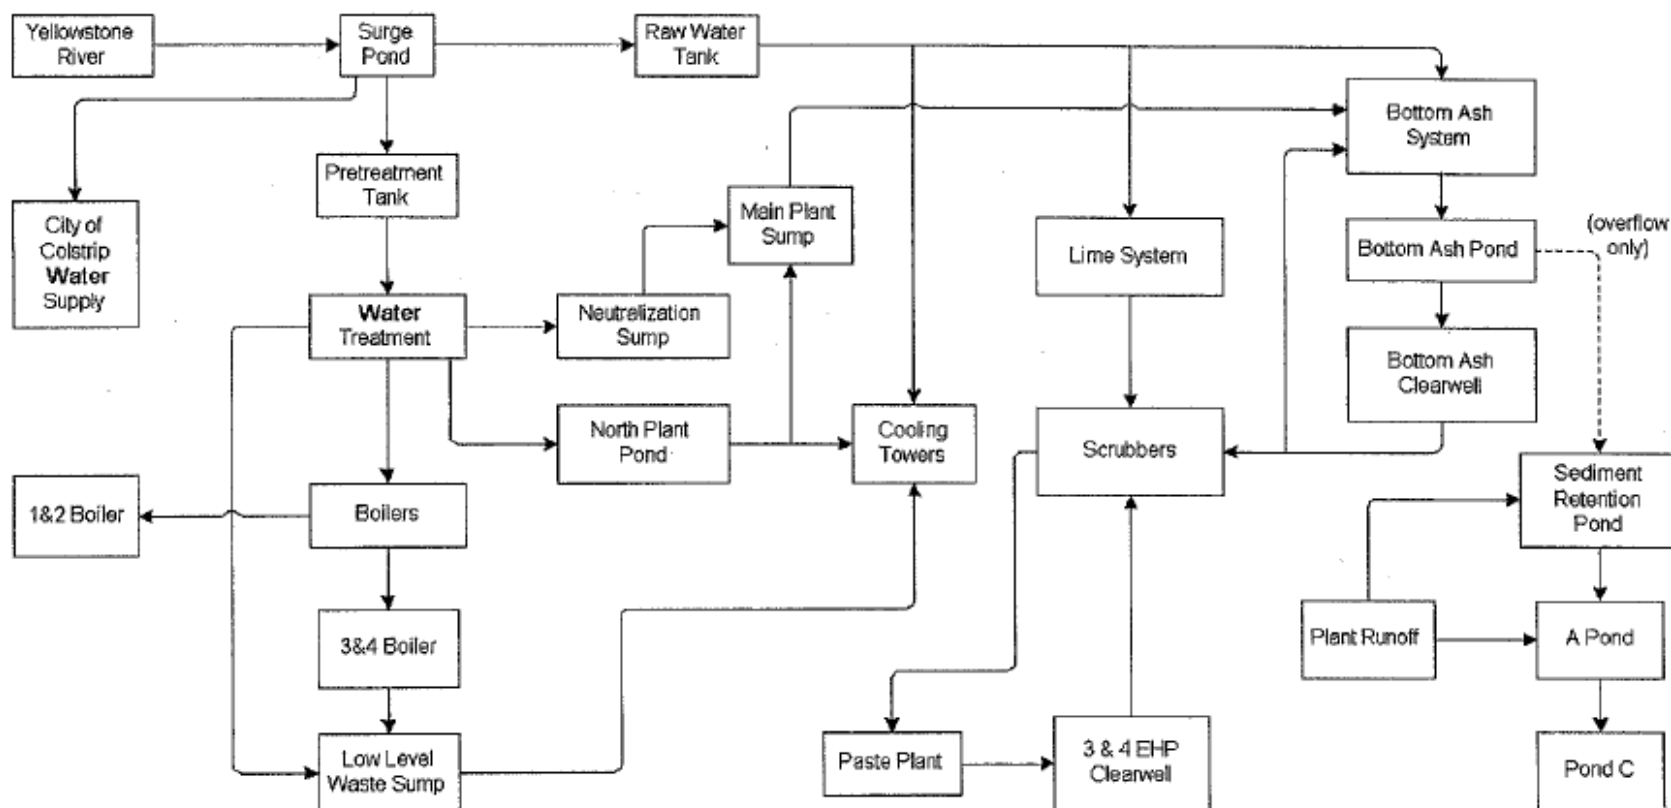 Yellowstone
River
Surge
Pond
Raw Water
Tank
Bottom Ash
System
Pretreatment
Tank
City of
Colstrip
Water
Supply
Main Plant
Sump
Lime System
Bottom Ash Pond
(overflow
only)
Water
Treatment
Neutralization
Sump
Bottom Ash
Clearwell
North Plant
Pond
Cooling
Towers
Scrubbers
Sediment
Retention
Pond
1&2 Boiler
Boilers
3&4 Boiler
Plant Runoff
A Pond
Low Level
Waste Sump
Paste Plant
3 & 4 EHP
Clearwell
Pond C